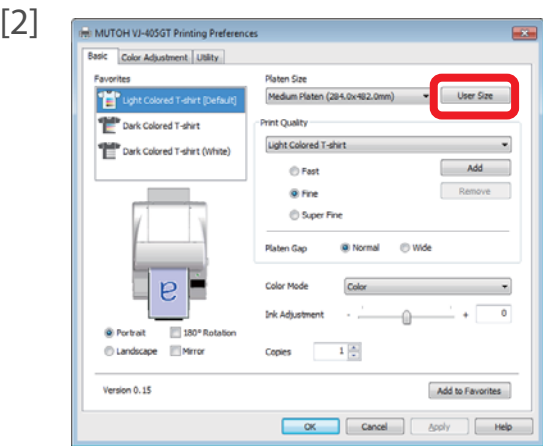 [2]
MUTOH VJ-405GT Printing Preferences
Basic Color Adjustment Utility
Favorites
Light Colored T-shirt [Default]
Dark Colored T-shirt
Dark Colored T-shirt (White)
a
Portrait 180° Rotation
Landscape Mirror
Platen Size
Medium Platen (284.0x482.0mm) User Size
Print Quality
Light Colored T-shirt
Fast Add
Fine Remove
Super Fine
Platen Gap Normal Wide
Color Mode Color
Ink Adjustment - + 0
Copies 1
Version 0.15 Add to Favorites
OK Cancel Apply Help